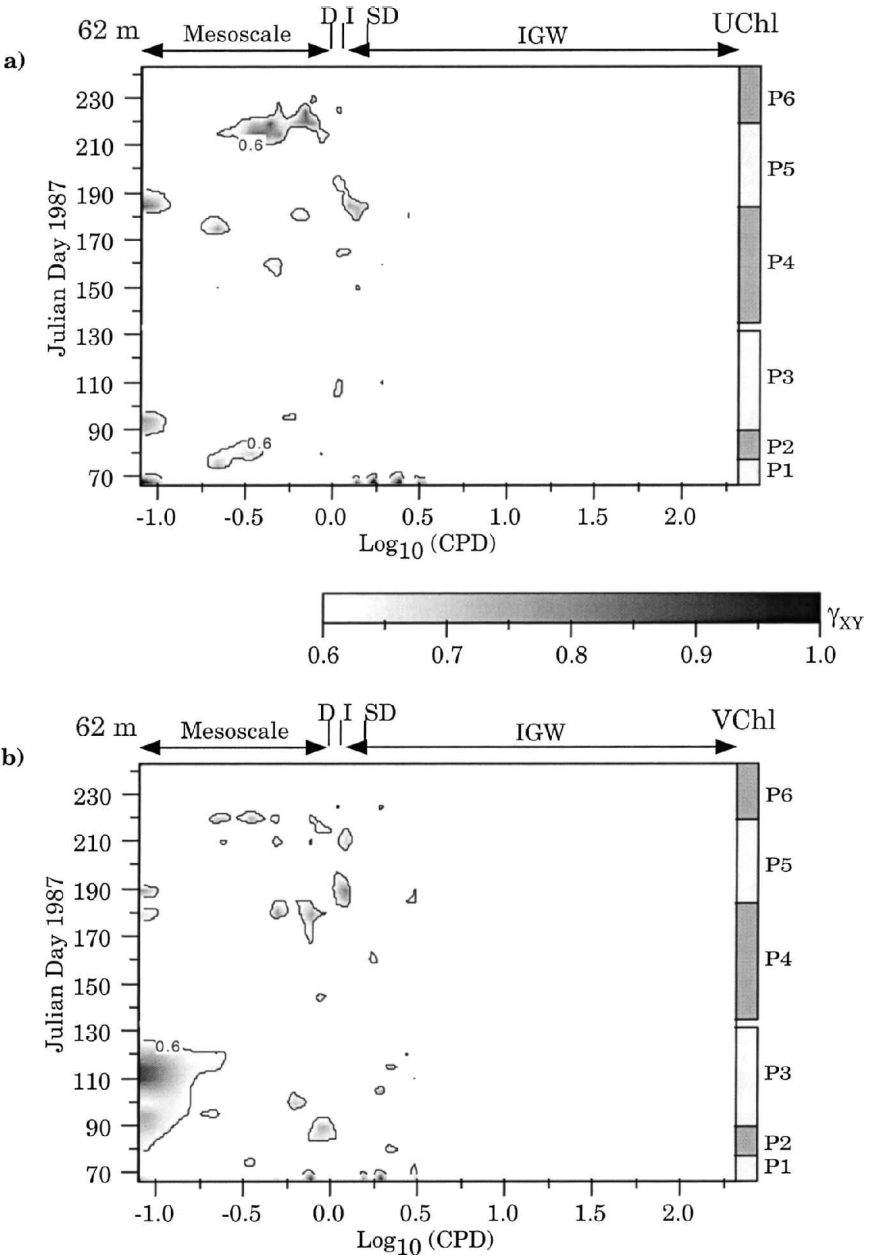 62 m Mesoscale D I SD IGW UChl
a)
230
210
190
170
150
130
110
90
70
Julian Day 1987
0.6
0.6
P6
P5
P4
P3
P2
P1
-1.0 -0.5 0.0 0.5 1.0 1.5 2.0
Log10 (CPD)
γXY
0.6 0.7 0.8 0.9 1.0
62 m Mesoscale D I SD IGW VChl
b)
230
210
190
170
150
130
110
90
70
Julian Day 1987
0.6
P6
P5
P4
P3
P2
P1
-1.0 -0.5 0.0 0.5 1.0 1.5 2.0
Log10 (CPD)